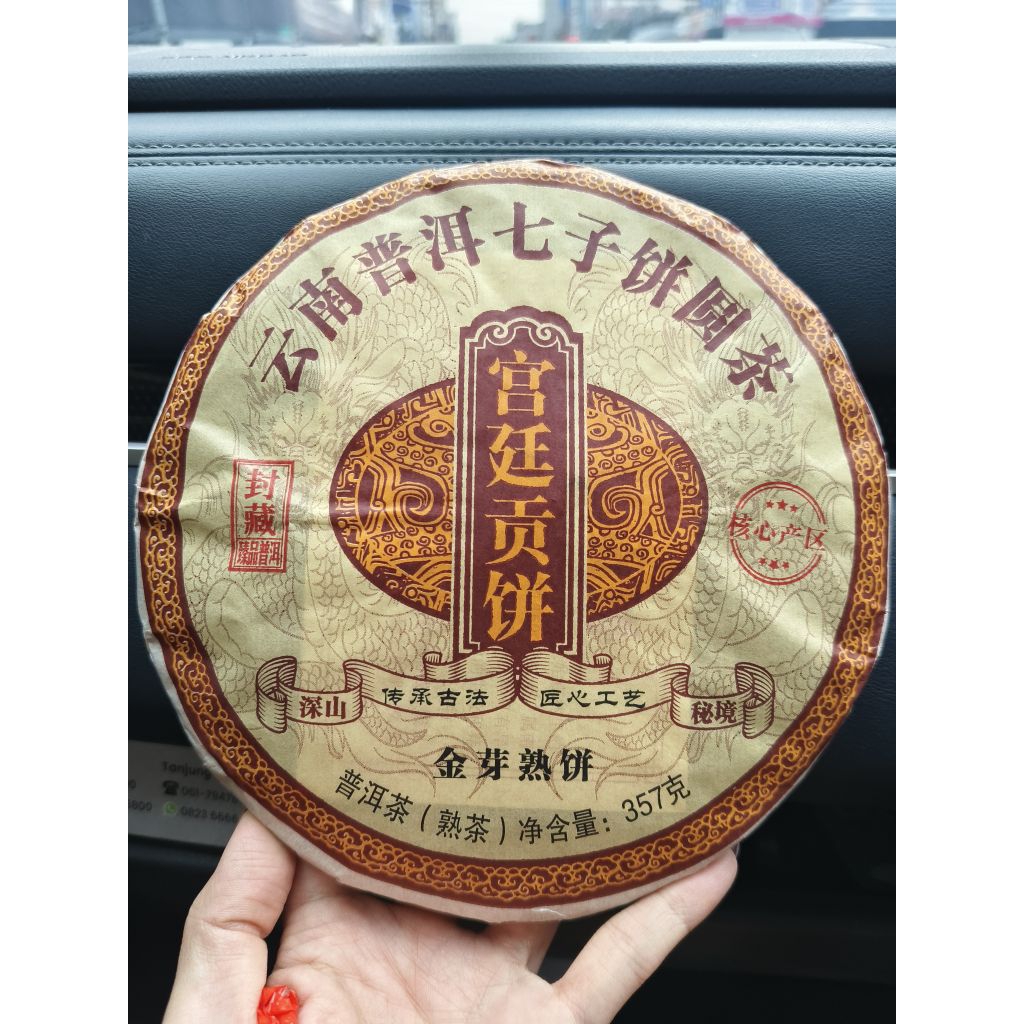 云南普洱七子饼圆茶
宫廷贡饼
封藏
核心产区
深山
传承古法
匠心工艺
秘境
金芽熟饼
普洱茶(熟茶)净含量：357克
Tanjung